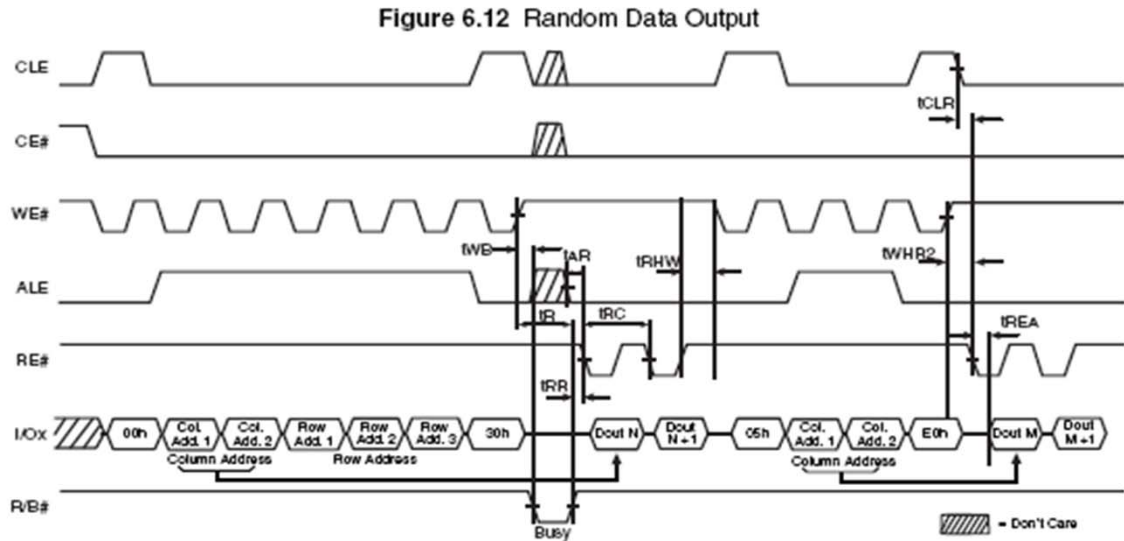 Figure 6.12 Random Data Output
CLE
tCLR
CE#
WE#
tWB
tAR
tRHW
tWHR2
ALE
tR
tRC
tREA
RE#
tRR
I/Ox
00h
Col. Add. 1
Col. Add. 2
Row Add. 1
Row Add. 2
Row Add. 3
30h
Dout N
Dout N+1
05h
Col. Add. 1
Col. Add. 2
E0h
Dout M
Dout M+1
Column Address
Row Address
Column Address
R/B#
Busy
= Don't Care